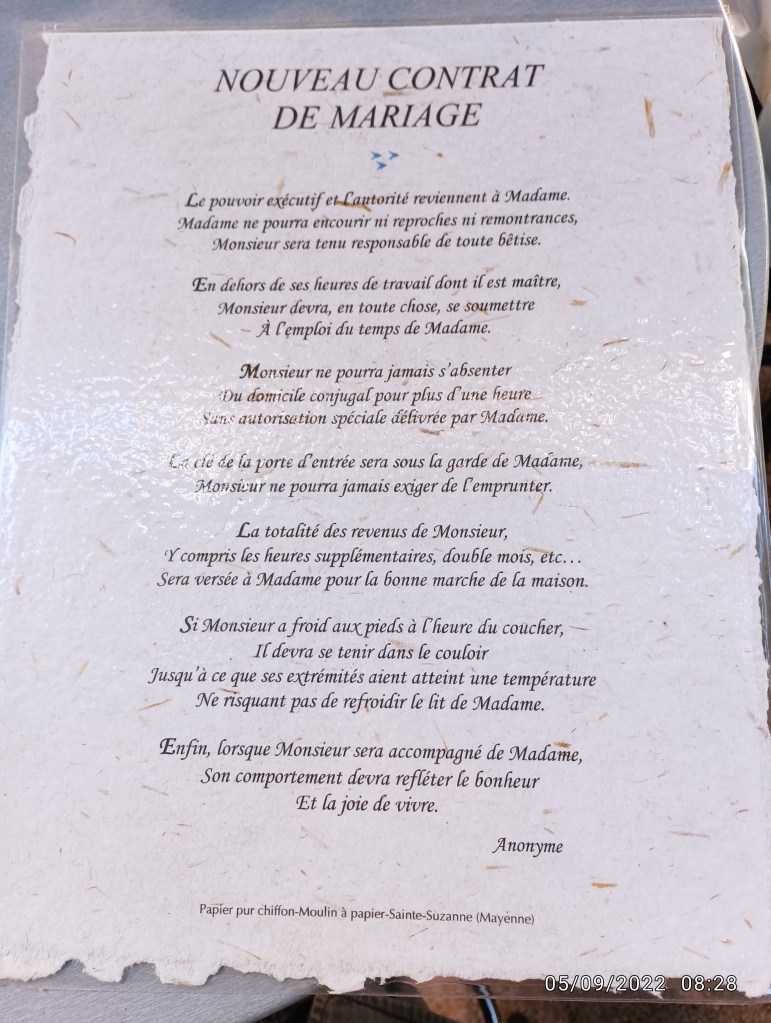 NOUVEAU CONTRAT
DE MARIAGE
Le pouvoir exécutif et l'autorité reviennent à Madame.
Madame ne pourra encourir ni reproches ni remontrances,
Monsieur sera tenu responsable de toute bêtise.
En dehors de ses heures de travail dont il est maître,
Monsieur devra, en toute chose, se soumettre
À l'emploi du temps de Madame.
Monsieur ne pourra jamais s'absenter
Du domicile conjugal pour plus d'une heure
Sans autorisation spéciale délivrée par Madame.
La clé de la porte d'entrée sera sous la garde de Madame,
Monsieur ne pourra jamais exiger de l'emprunter.
La totalité des revenus de Monsieur,
Y compris les heures supplémentaires, double mois, etc...
Sera versée à Madame pour la bonne marche de la maison.
Si Monsieur a froid aux pieds à l'heure du coucher,
Il devra se tenir dans le couloir
Jusqu'à ce que ses extrémités aient atteint une température
Ne risquant pas de refroidir le lit de Madame.
Enfin, lorsque Monsieur sera accompagné de Madame,
Son comportement devra refléter le bonheur
Et la joie de vivre.
Anonyme
Papier pur chiffon-Moulin à papier-Sainte-Suzanne (Mayenne)
05/09/2022 08:28